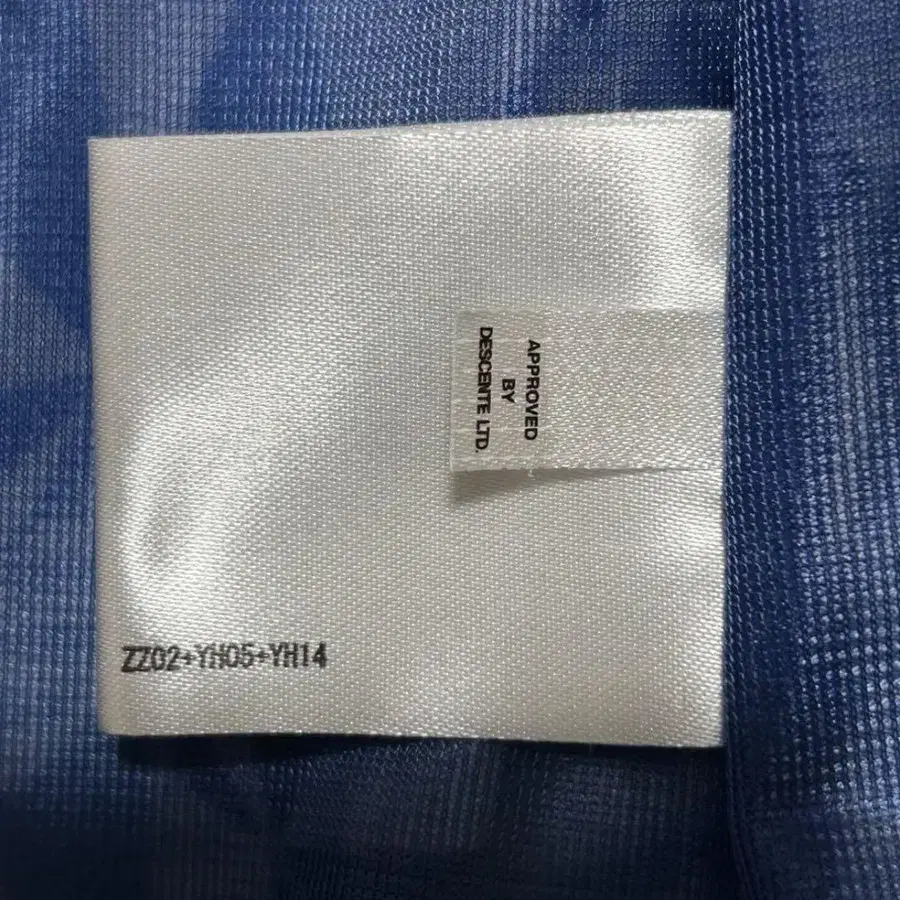 APPROVED
BY
DESCENTE LTD.
ZZ02+YH05+YH14